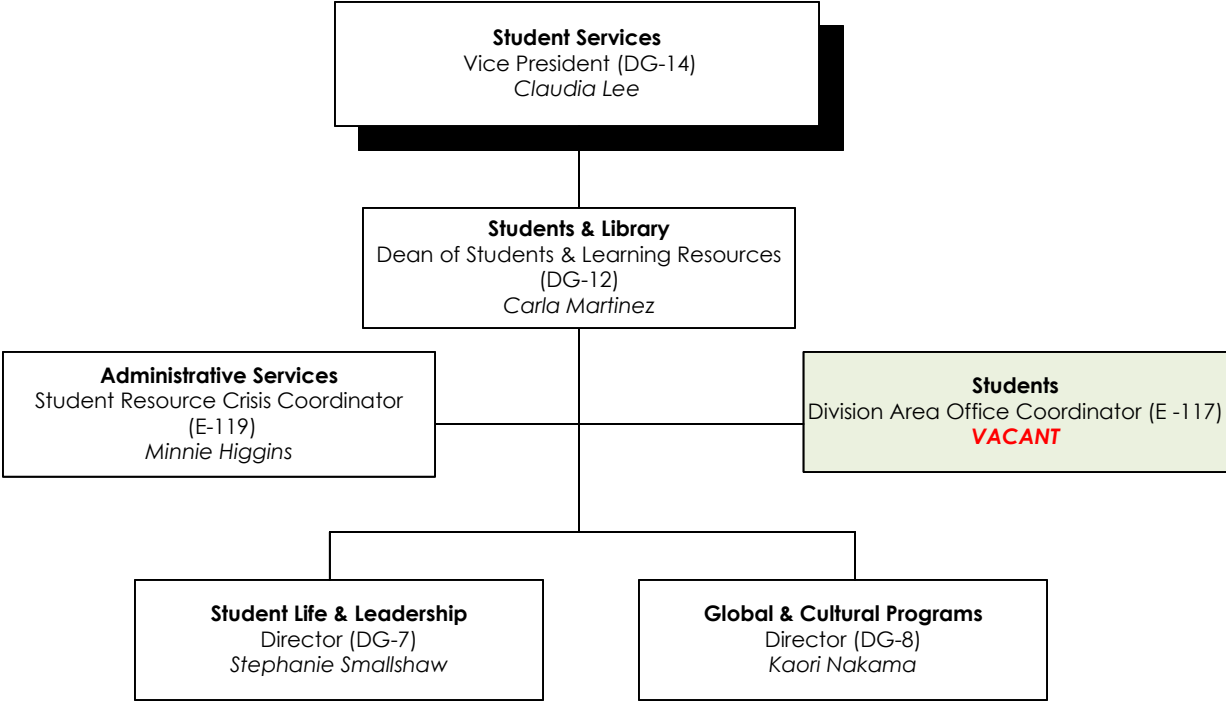 Student Services
Vice President (DG-14)
Claudia Lee
Students & Library
Dean of Students & Learning Resources
(DG-12)
Carla Martinez
Administrative Services
Student Resource Crisis Coordinator
(E-119)
Minnie Higgins
Students
Division Area Office Coordinator (E -117)
VACANT
Student Life & Leadership
Director (DG-7)
Stephanie Smallshaw
Global & Cultural Programs
Director (DG-8)
Kaori Nakama